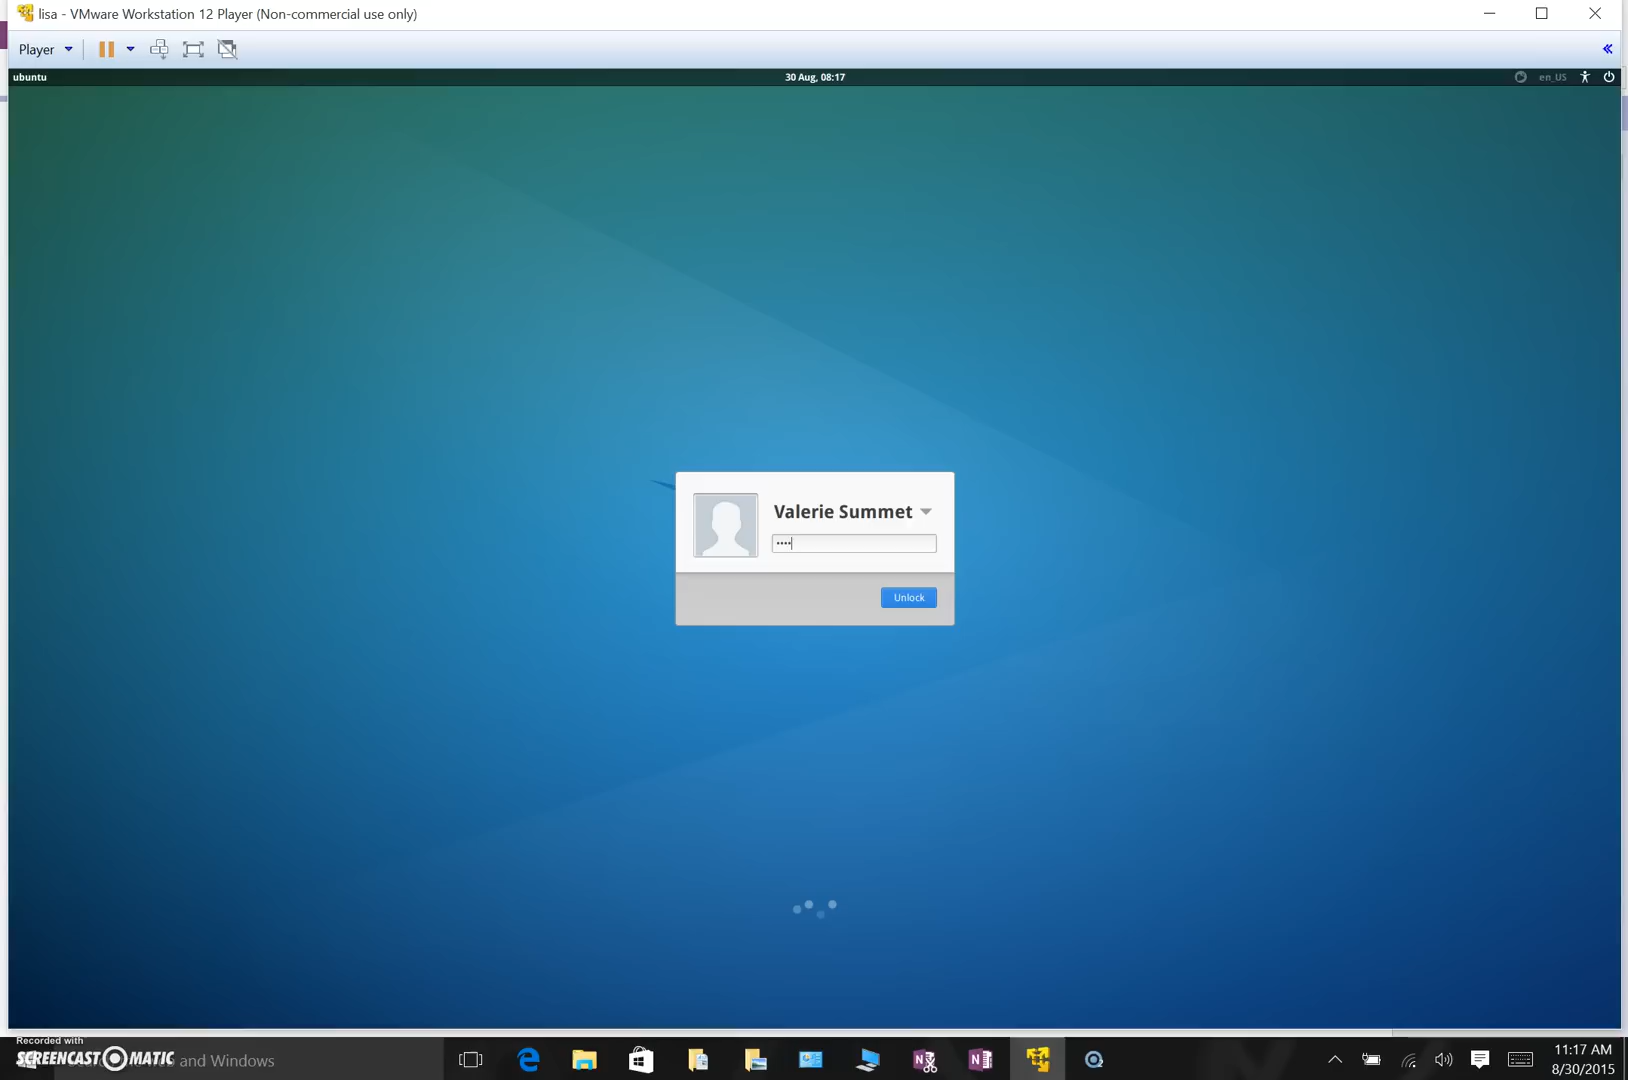 lisa - VMware Workstation 12 Player (Non-commercial use only)
Player
ubuntu
30 Aug, 08:17
en_US
Valerie Summet
••••
Unlock
Recorded with
SCREENCAST MATIC
and Windows
11:17 AM
8/30/2015